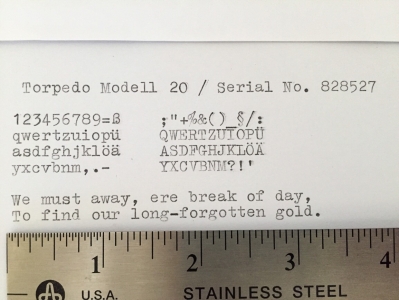 Torpedo Modell 20 / Serial No. 828527
123456789=ß ;"+%&()_§/:
qwertzuiopü QWERTZUIOPÜ
asdfghjklöä ASDFGHJKLÖÄ
yxcvbnm,.- YXCVBNM?!"
We must away, ere break of day,
To find our long-forgotten gold.
1 2 3 4
U.S.A. STAINLESS STEEL